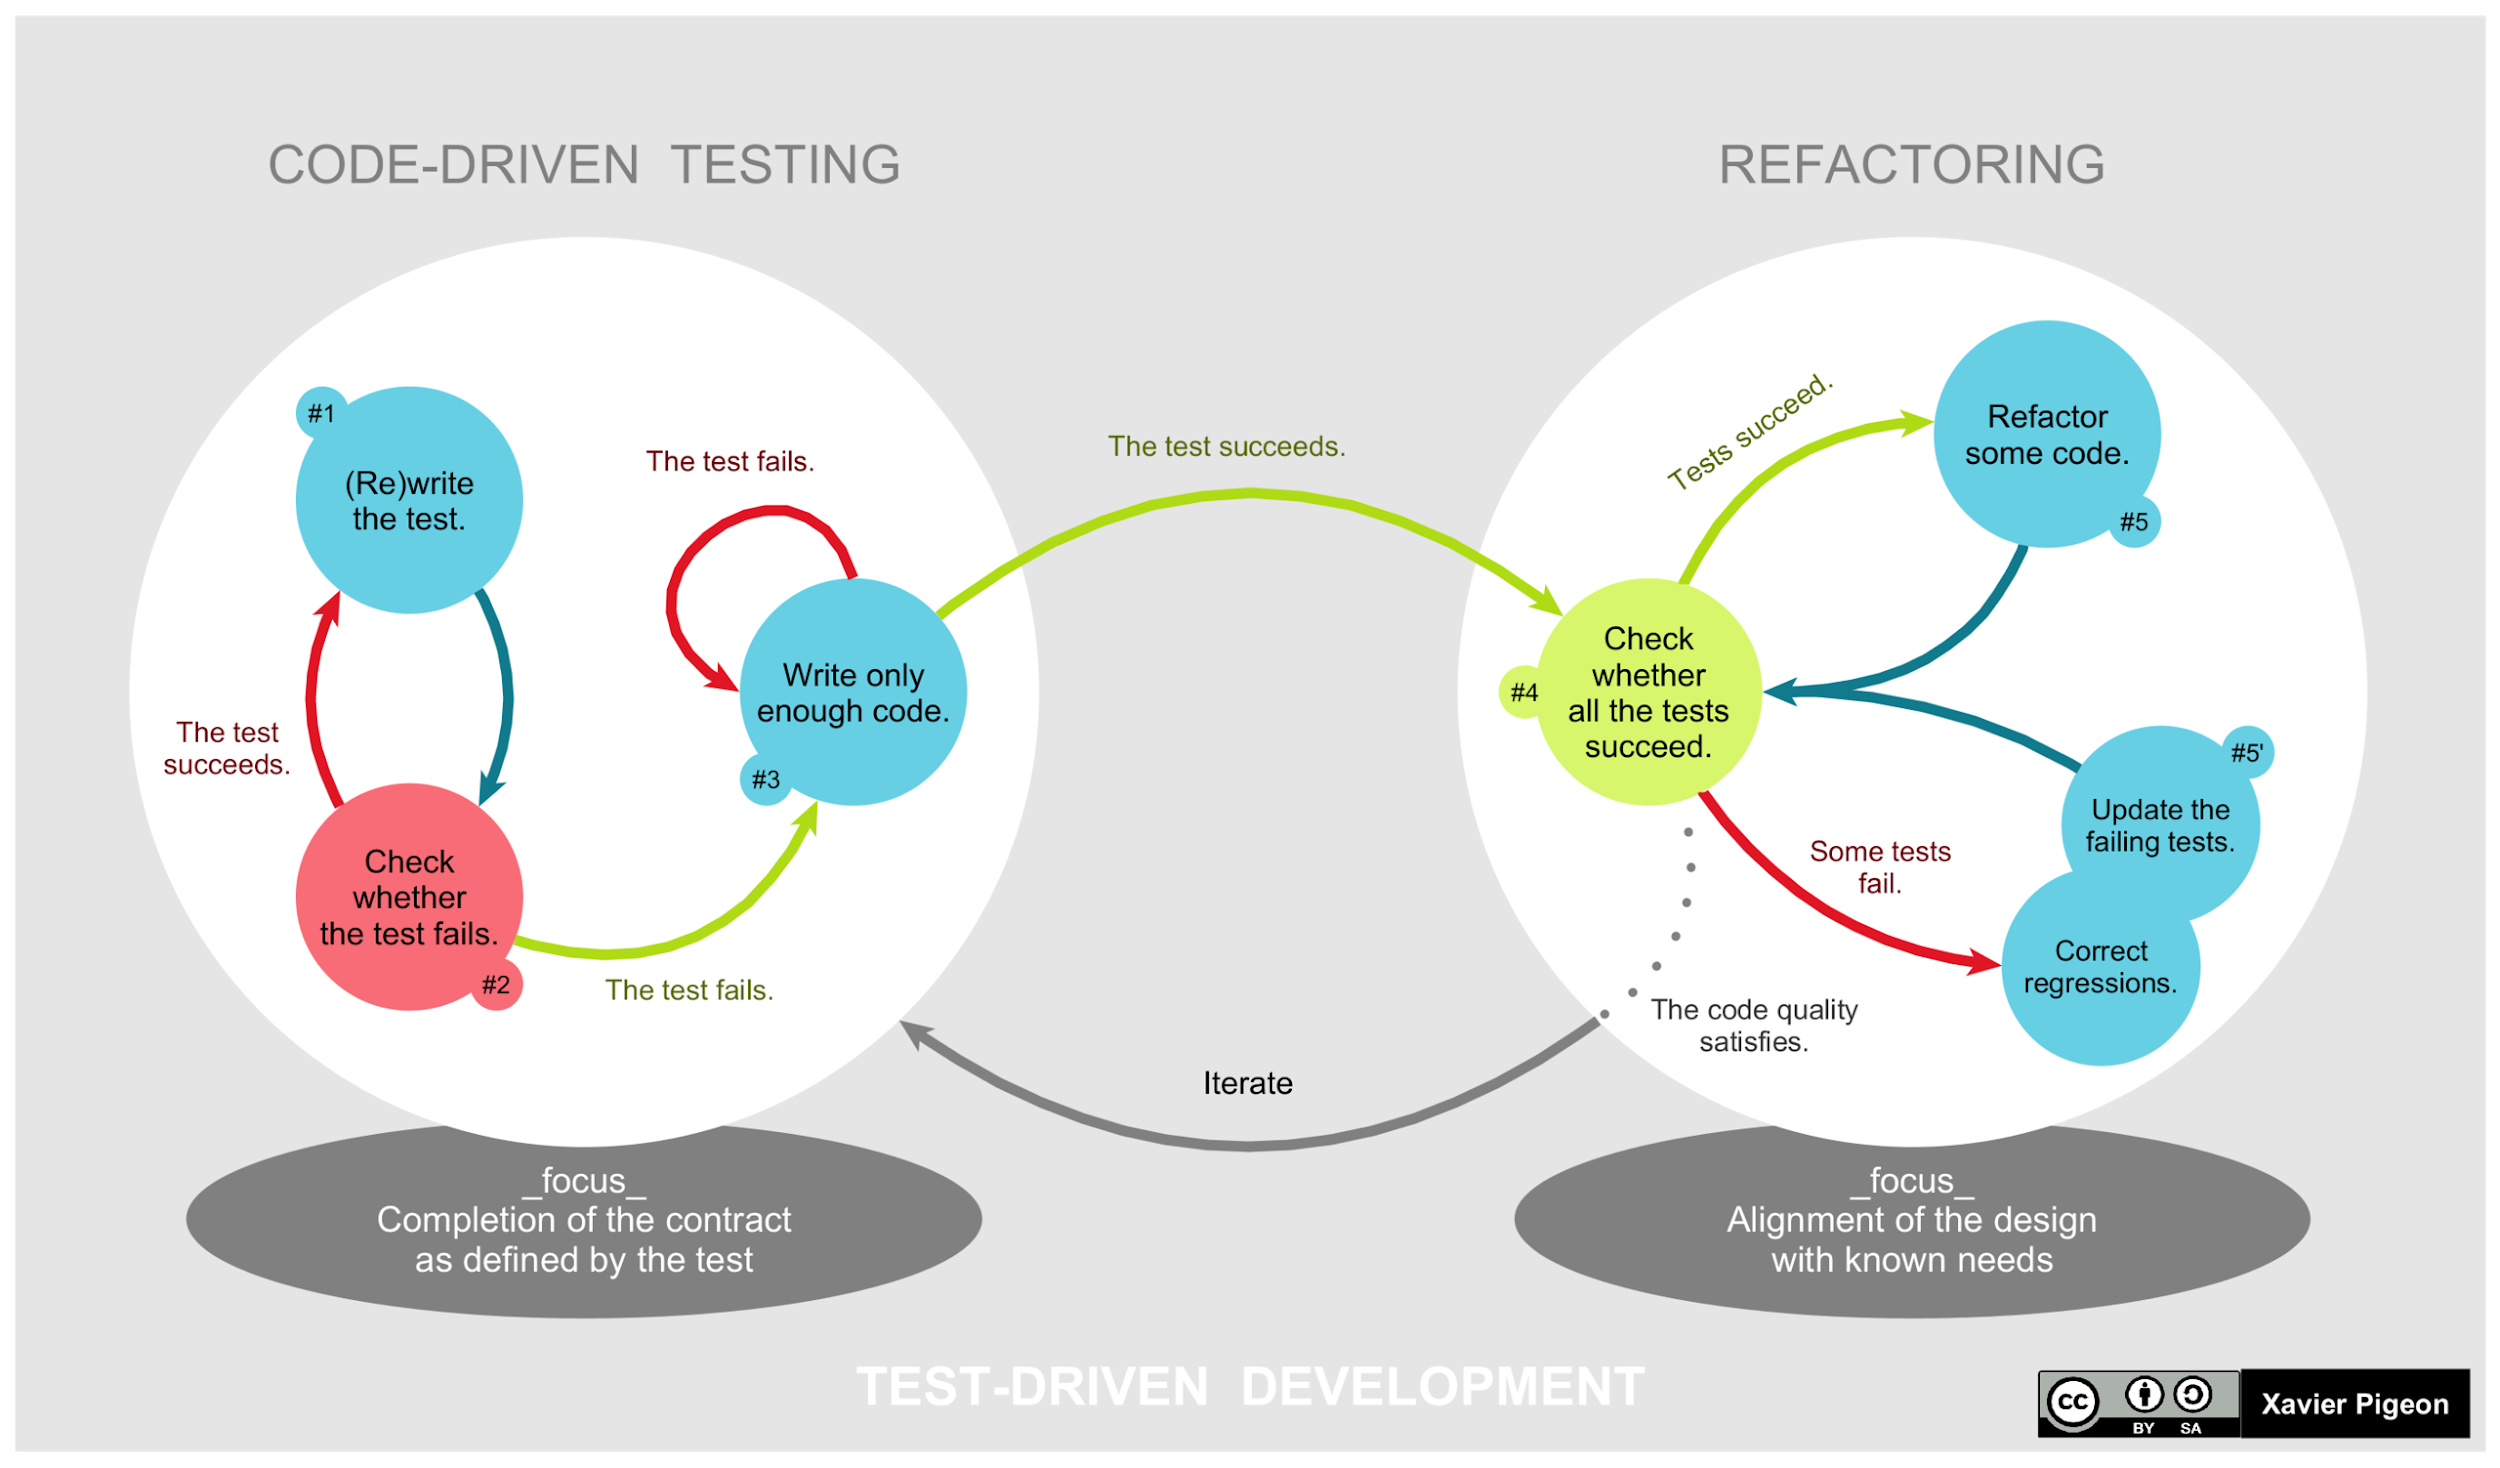 CODE-DRIVEN TESTING
REFACTORING
#1
(Re)write
the test.
The test fails.
The test succeeds.
Tests succeed.
Refactor
some code.
#5
The test
succeeds.
Write only
enough code.
#3
Check
whether
all the tests
succeed.
#4
#5'
Update the
failing tests.
Some tests
fail.
Correct
regressions.
Check
whether
the test fails.
#2
The test fails.
The code quality
satisfies.
Iterate
_focus_
Completion of the contract
as defined by the test
_focus_
Alignment of the design
with known needs
TEST-DRIVEN DEVELOPMENT
cc
BY SA
Xavier Pigeon